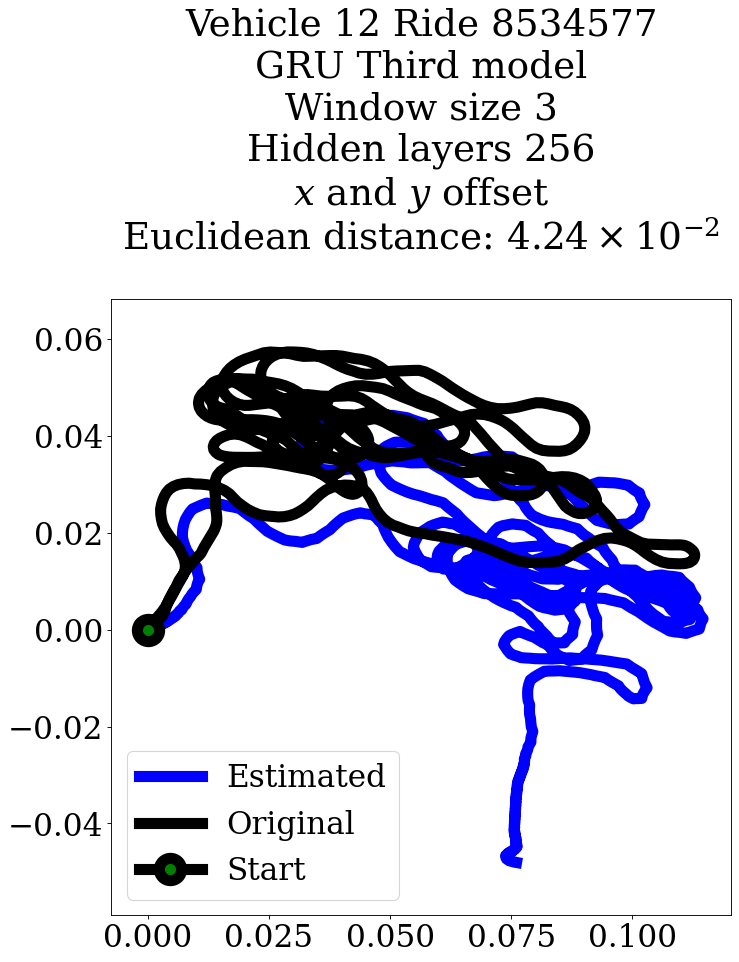 Vehicle 12 Ride 8534577
GRU Third model
Window size 3
Hidden layers 256
x and y offset
Euclidean distance: 4.24 × 10⁻²
0.06
0.04
0.02
0.00
−0.02
−0.04
Estimated
Original
Start
0.000 0.025 0.050 0.075 0.100